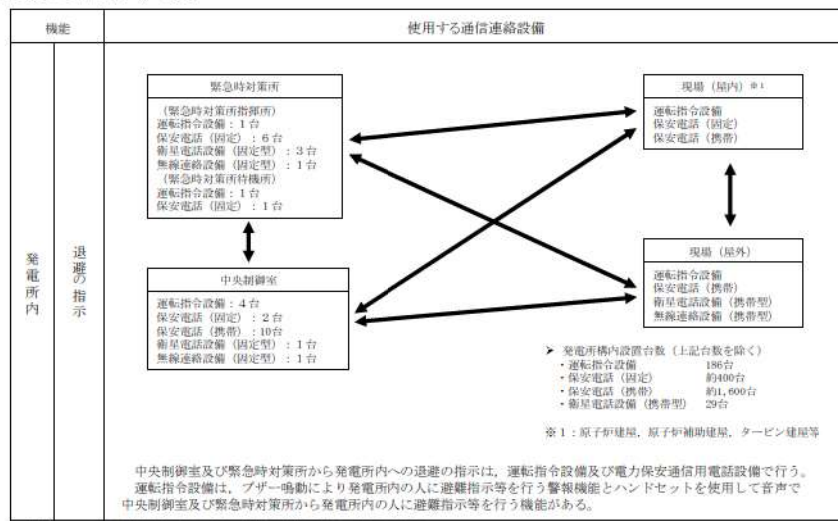 機能
使用する通信連絡設備
発電所内
退避の指示
緊急時対策所
(緊急時対策所指揮所)
運転指令設備:1台
保安電話(固定):6台
衛星電話設備(固定型):3台
無線連絡設備(固定型):1台
(緊急時対策所待機所)
運転指令設備:1台
保安電話(固定):1台
現場(屋内)※1
運転指令設備
保安電話(固定)
保安電話(携帯)
中央制御室
運転指令設備:4台
保安電話(固定):2台
保安電話(携帯):10台
衛星電話設備(固定型):1台
無線連絡設備(固定型):1台
現場(屋外)
運転指令設備
保安電話(携帯)
衛星電話設備(携帯型)
無線連絡設備(携帯型)
➤ 発電所構内設置台数(上記台数を除く)
・運転指令設備 186台
・保安電話(固定) 約400台
・保安電話(携帯) 約1,600台
・衛星電話設備(携帯型) 29台
※1:原子炉建屋,原子炉補助建屋,タービン建屋等
中央制御室及び緊急時対策所から発電所内への退避の指示は,運転指令設備及び電力保安通信用電話設備で行う。
運転指令設備は,ブザー鳴動により発電所内の人に避難指示等を行う警報機能とハンドセットを使用して音声で
中央制御室及び緊急時対策所から発電所内の人に避難指示等を行う機能がある。